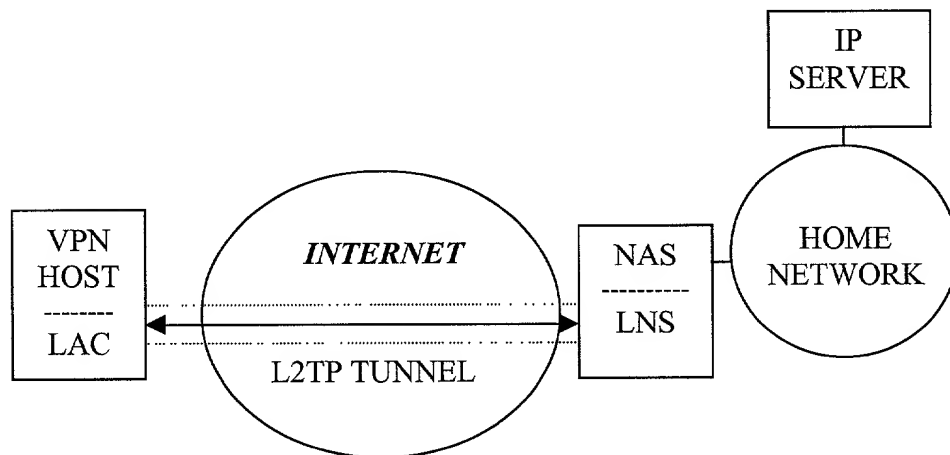 IP
SERVER
VPN
HOST
LAC
INTERNET
L2TP TUNNEL
NAS
LNS
HOME
NETWORK